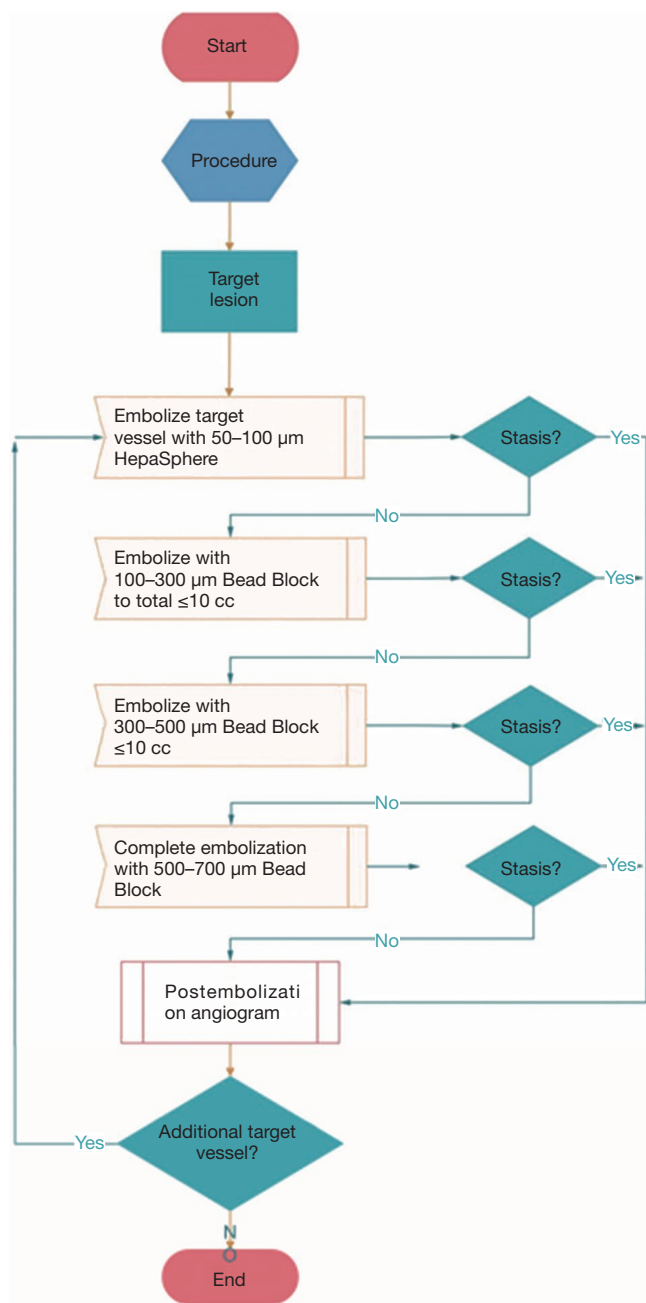 Start
Procedure
Target
lesion
Embolize target
vessel with 50–100 µm
HepaSphere
Stasis?
Yes
No
Embolize with
100–300 µm Bead Block
to total ≤10 cc
Stasis?
Yes
No
Embolize with
300–500 µm Bead Block
≤10 cc
Stasis?
Yes
No
Complete embolization
with 500–700 µm Bead
Block
Stasis?
Yes
No
Postembolizati
on angiogram
Additional target
vessel?
Yes
N
O
End